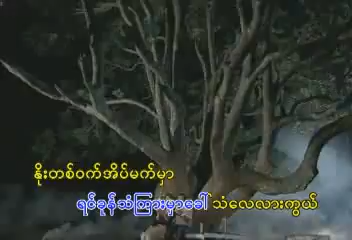 နိုးတစ်ဝက်အိပ်မက်မှာ
ရင်ခုန်သံကြားမှာခေါ် သံလေလားကွယ်